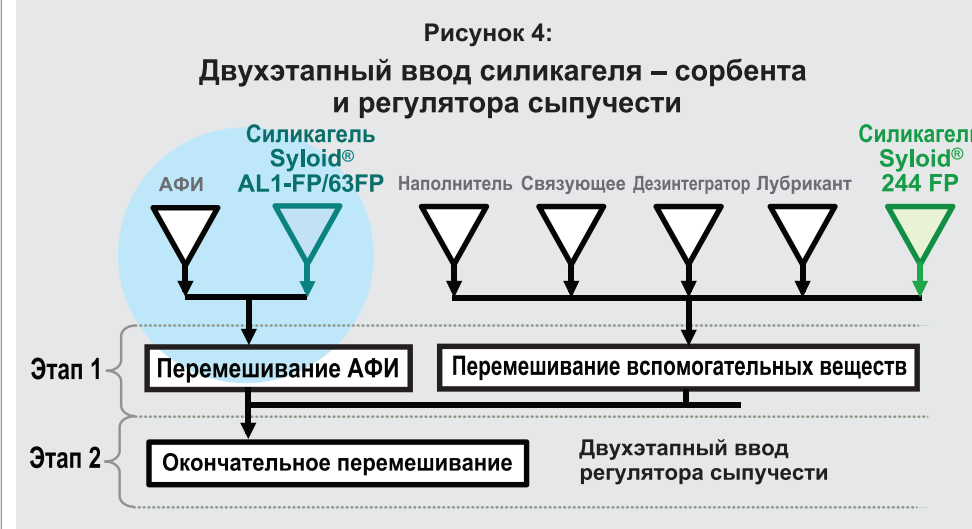 Рисунок 4:
Двухэтапный ввод силикагеля – сорбента
и регулятора сыпучести
АФИ
Силикагель
Syloid®
AL1-FP/63FP
Наполнитель
Связующее
Дезинтегратор
Лубрикант
Силикагель
Syloid®
244 FP
Этап 1
Перемешивание АФИ
Перемешивание вспомогательных веществ
Этап 2
Окончательное перемешивание
Двухэтапный ввод
регулятора сыпучести